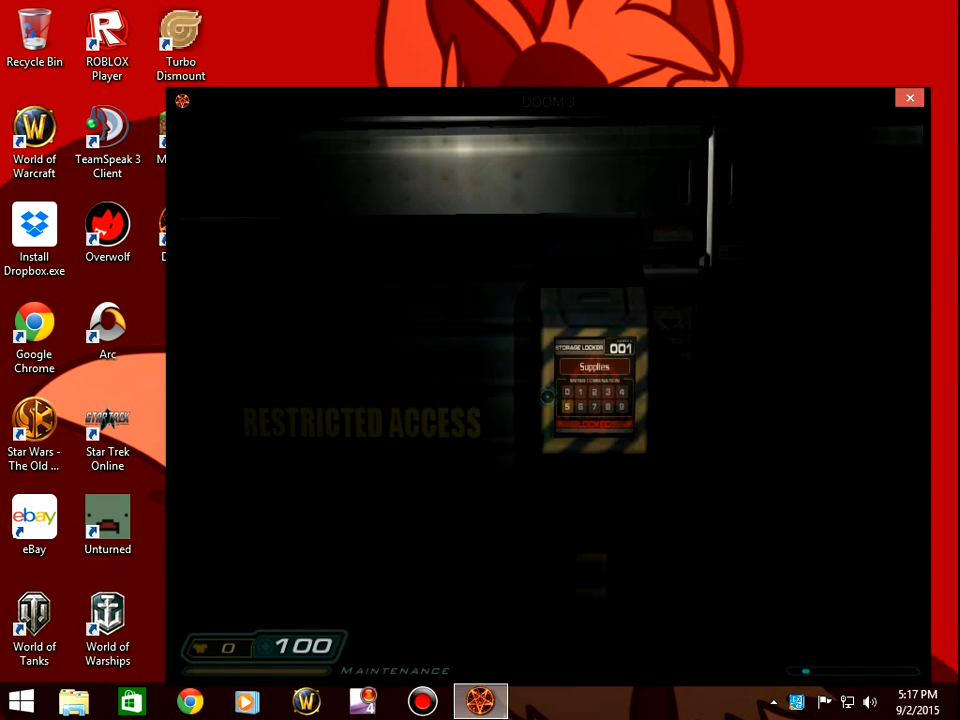 Recycle Bin
ROBLOX
Player
Turbo
Dismount
World of
Warcraft
TeamSpeak 3
Client
M
Install
Dropbox.exe
Overwolf
D
Google
Chrome
Arc
Star Wars -
The Old ...
STAR TREK
Star Trek
Online
ebay
eBay
Unturned
World of
Tanks
World of
Warships
DOOM 3
STORAGE LOCKER
001
Supplies
0 1 2 3 4
5 6 7 8 9
LOCKED
RESTRICTED ACCESS
0
100
MAINTENANCE
4
5:17 PM
9/2/2015